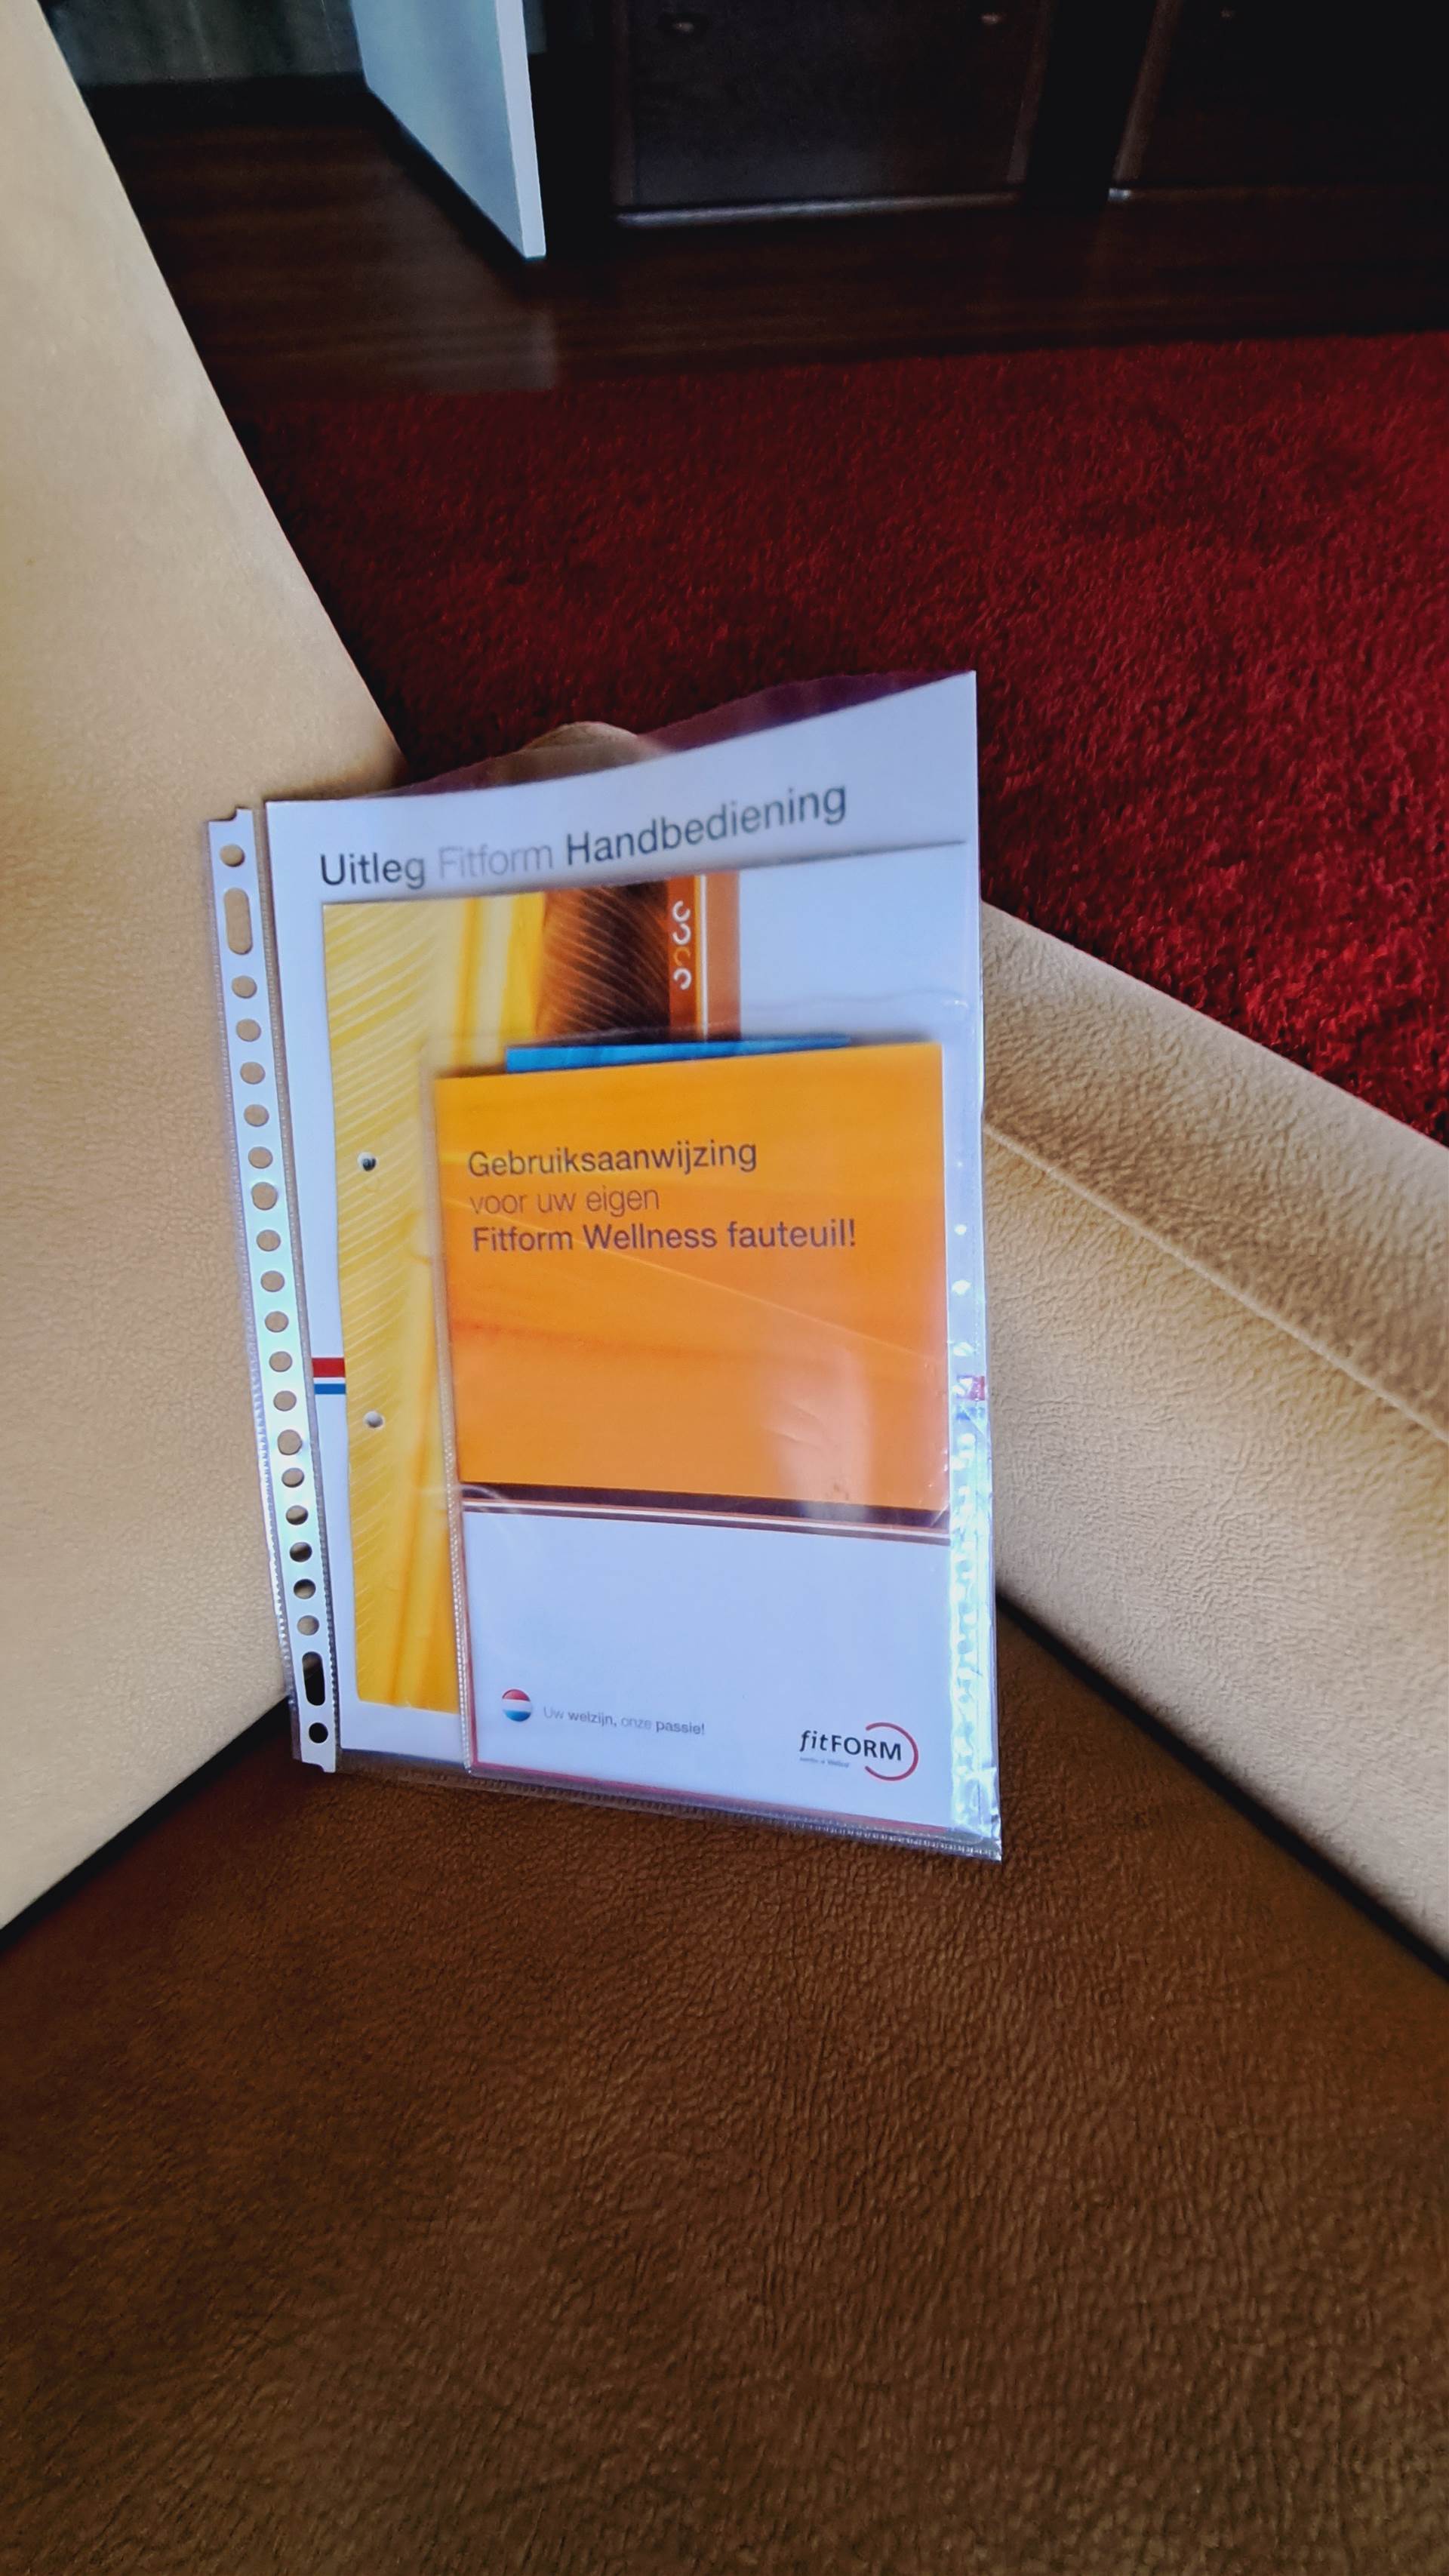 Uitleg Fitform Handbediening
Gebruiksaanwijzing
voor uw eigen
Fitform Wellness fauteuil!
Uw welzijn, onze passie!
fitFORM